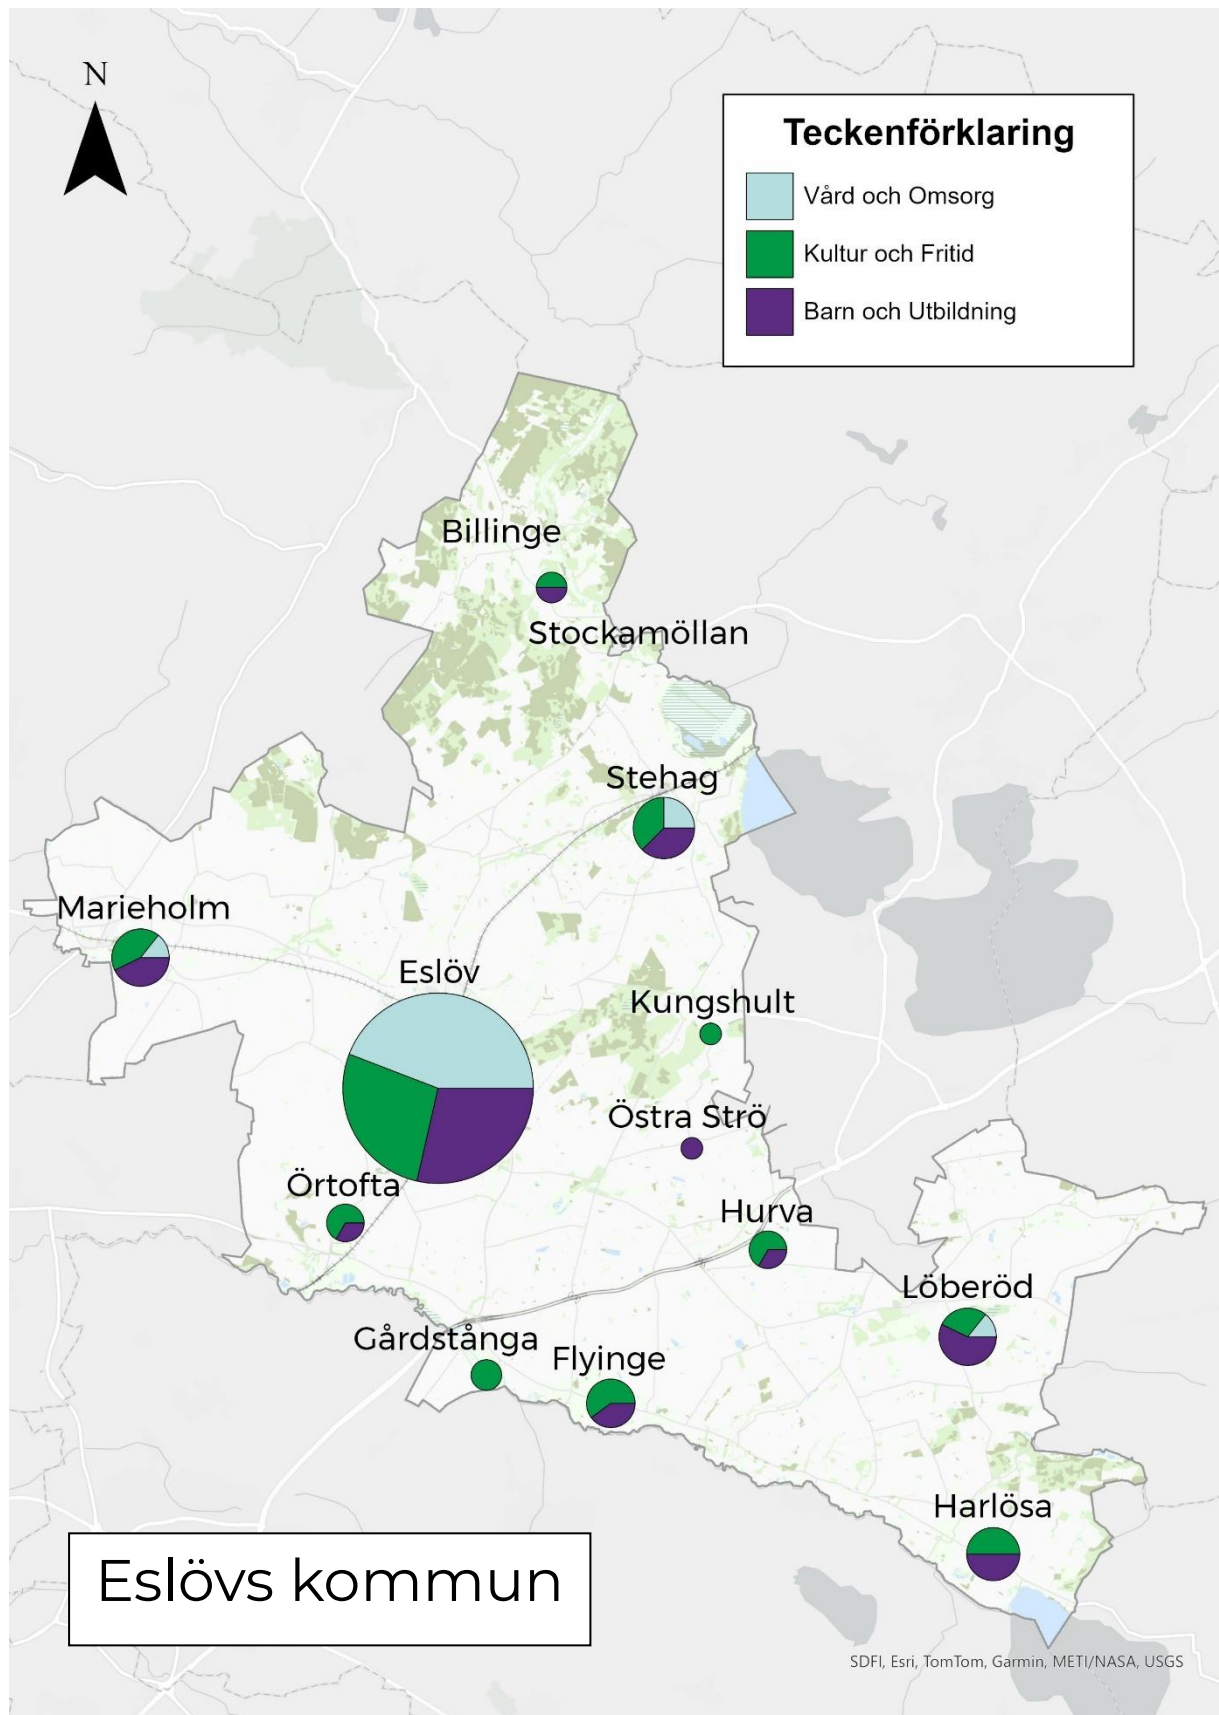 N
Teckenförklaring
Vård och Omsorg
Kultur och Fritid
Barn och Utbildning
Billinge
Stockamöllan
Stehag
Marieholm
Eslöv
Kungshult
Östra Strö
Örtofta
Hurva
Löberöd
Gårdstånga
Flyinge
Harlösa
Eslövs kommun
SDFI, Esri, TomTom, Garmin, METI/NASA, USGS